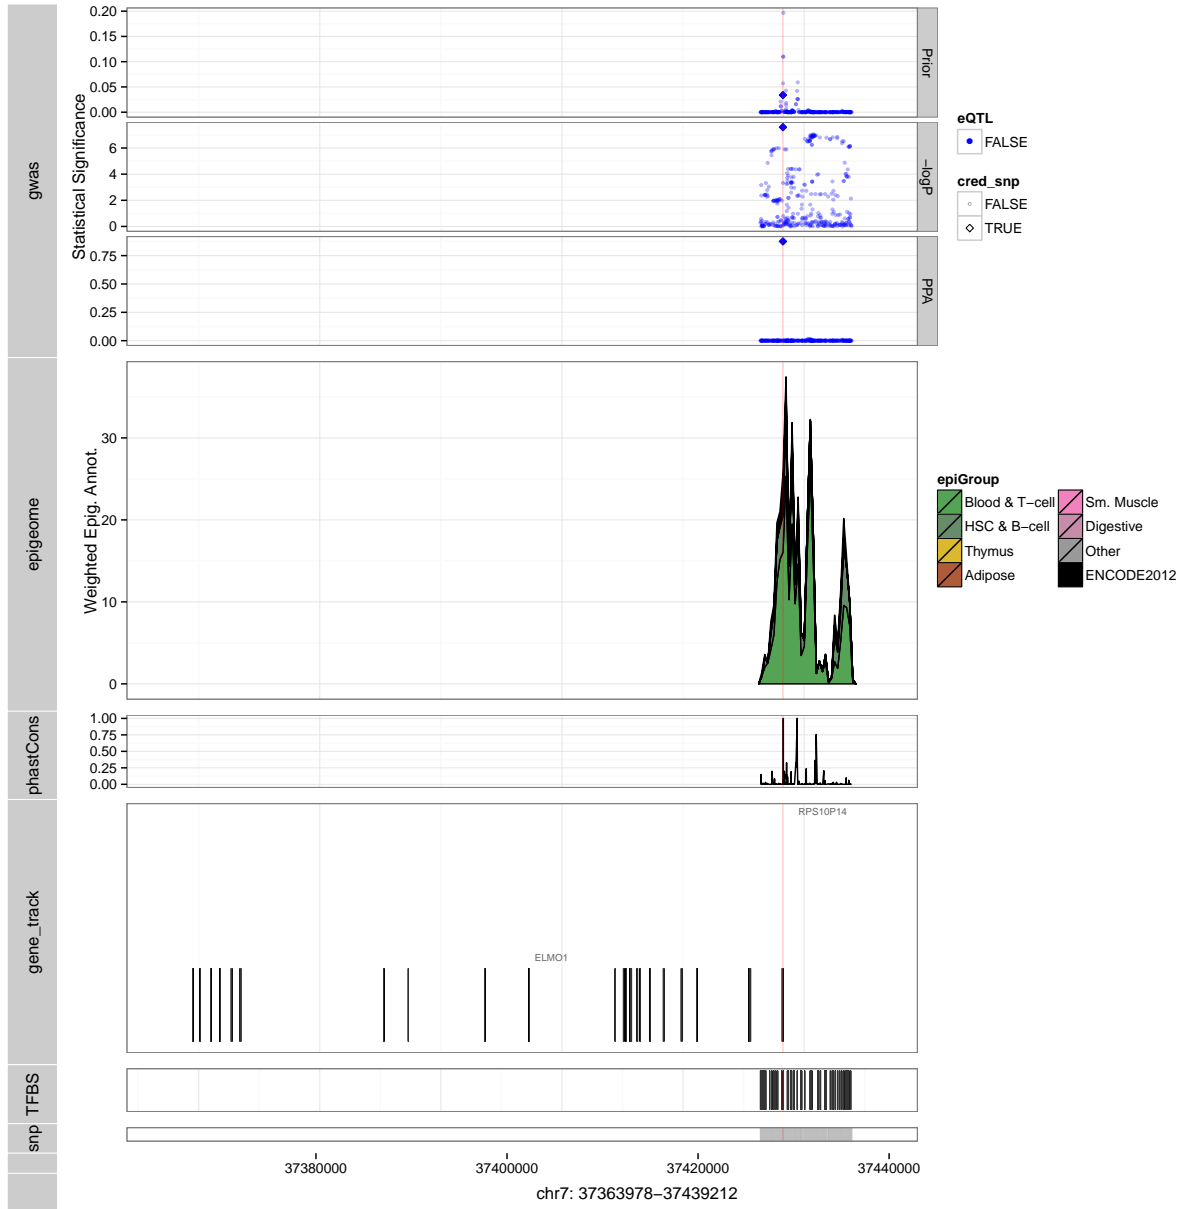 gwas
Statistical Significance
0.20
0.15
0.10
0.05
0.00
Prior
6
4
2
0
−logP
0.75
0.50
0.25
0.00
PPA
eQTL
FALSE
cred_snp
FALSE
TRUE
epigeome
Weighted Epig. Annot.
30
20
10
0
epiGroup
Blood & T−cell
HSC & B−cell
Thymus
Adipose
Sm. Muscle
Digestive
Other
ENCODE2012
phastCons
1.00
0.75
0.50
0.25
0.00
gene_track
RPS10P14
ELMO1
TFBS
snp
37380000
37400000
37420000
37440000
chr7: 37363978−37439212